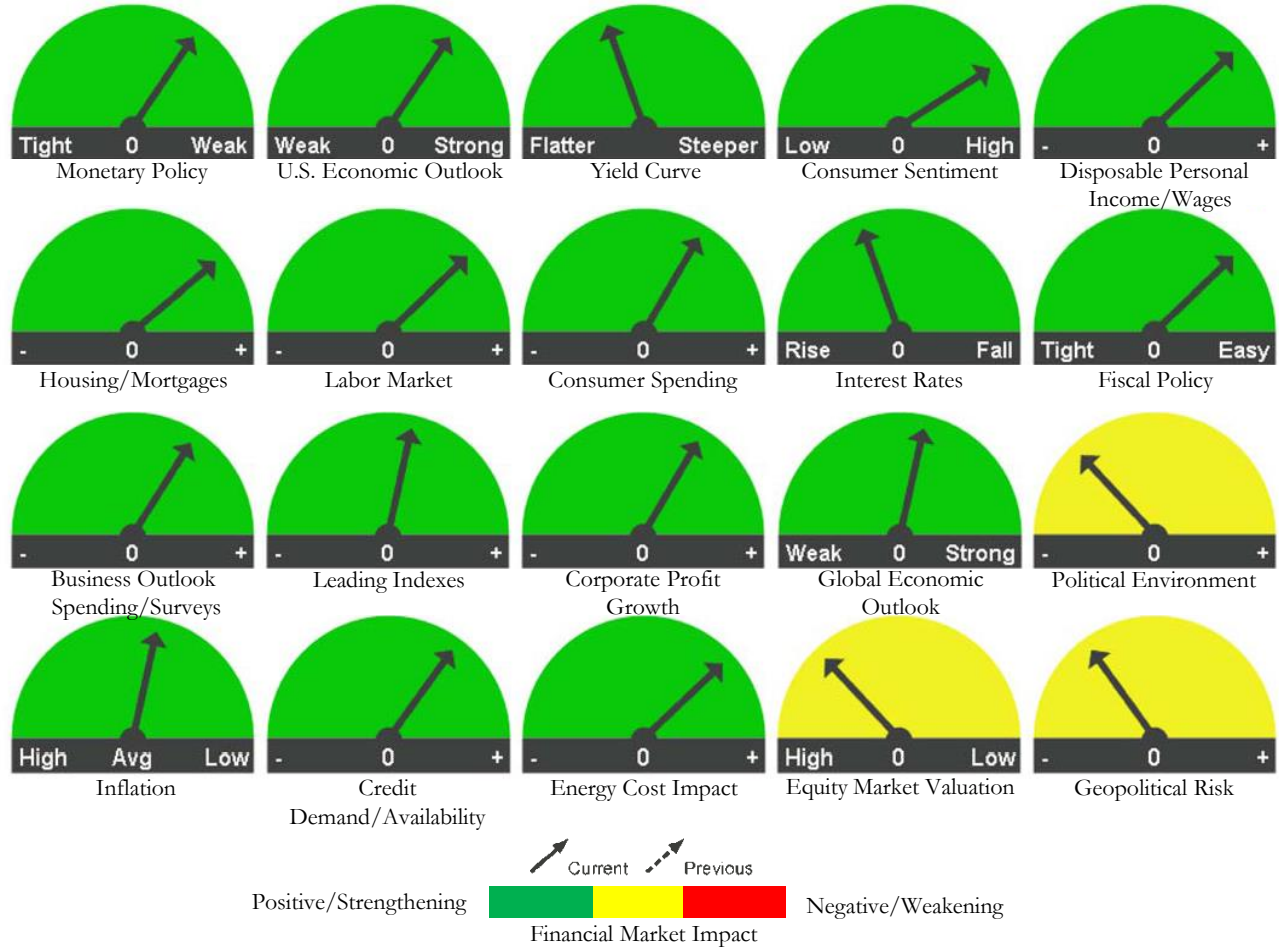 Tight 0 Weak
Monetary Policy
Weak 0 Strong
U.S. Economic Outlook
Flatter Steeper
Yield Curve
Low 0 High
Consumer Sentiment
- 0 +
Disposable Personal
Income/Wages
- 0 +
Housing/Mortgages
- 0 +
Labor Market
- 0 +
Consumer Spending
Rise 0 Fall
Interest Rates
Tight 0 Easy
Fiscal Policy
- 0 +
Business Outlook
Spending/Surveys
- 0 +
Leading Indexes
- 0 +
Corporate Profit
Growth
Weak 0 Strong
Global Economic
Outlook
- 0 +
Political Environment
High Avg Low
Inflation
- 0 +
Credit
Demand/Availability
- 0 +
Energy Cost Impact
High 0 Low
Equity Market Valuation
- 0 +
Geopolitical Risk
Current Previous
Positive/Strengthening Negative/Weakening
Financial Market Impact